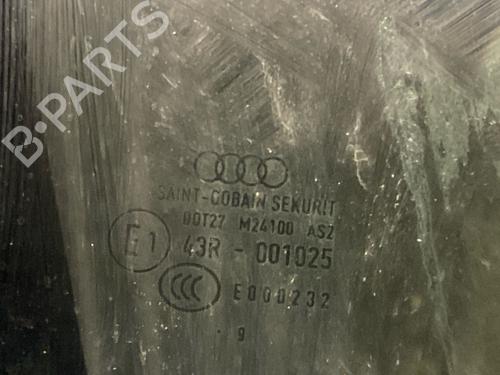 B-PARTS
SAINT-GOBAIN SEKURIT
DOT27 M24100 AS2
E1 43R - 001025
CCC E000232
. 9